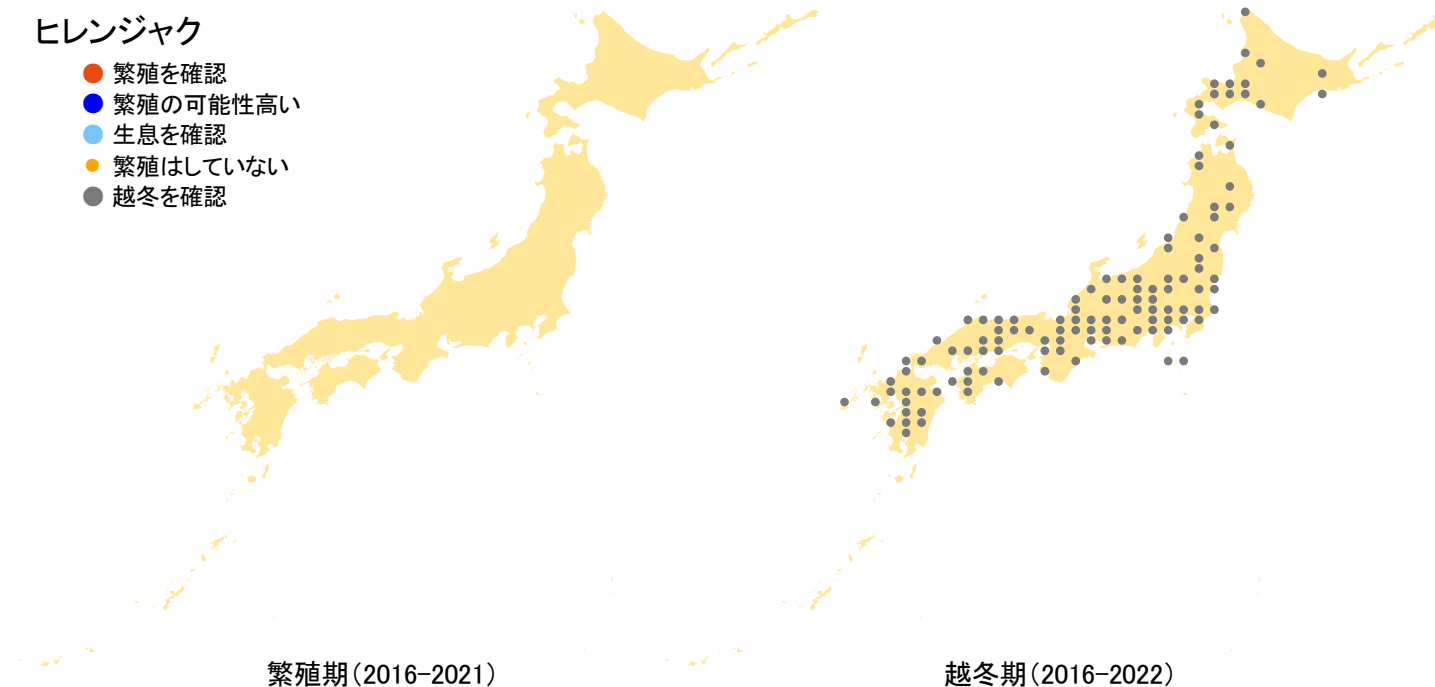 ヒレンジャク
繁殖を確認
繁殖の可能性高い
生息を確認
繁殖はしていない
越冬を確認
繁殖期(2016-2021)
越冬期(2016-2022)